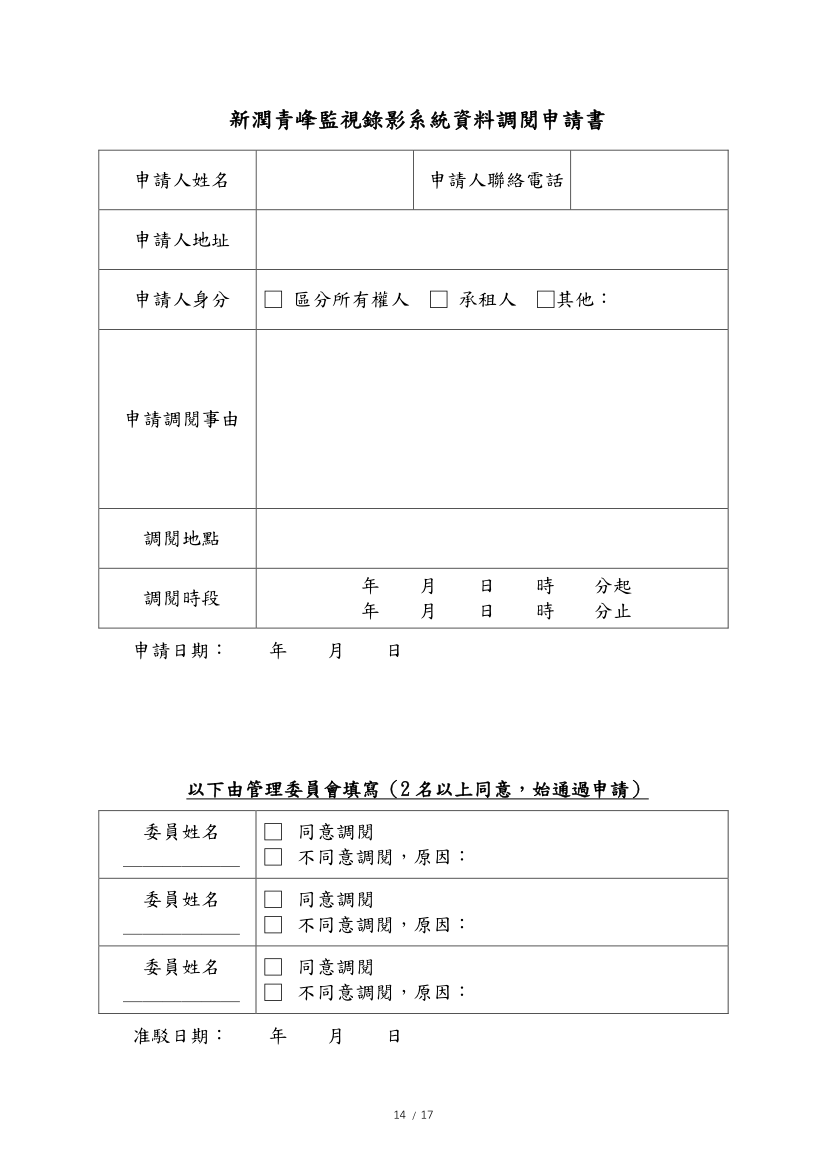 新潤青峰監視錄影系統資料調閱申請書
申請人姓名 申請人聯絡電話
申請人地址
申請人身分 □ 區分所有權人 □ 承租人 □其他：
申請調閱事由
調閱地點
調閱時段
年 月 日 時 分起
年 月 日 時 分止
申請日期： 年 月 日
以下由管理委員會填寫（2 名以上同意，始通過申請）
委員姓名 □ 同意調閱
____________ □ 不同意調閱，原因：
委員姓名 □ 同意調閱
____________ □ 不同意調閱，原因：
委員姓名 □ 同意調閱
____________ □ 不同意調閱，原因：
准駁日期： 年 月 日
14 / 17